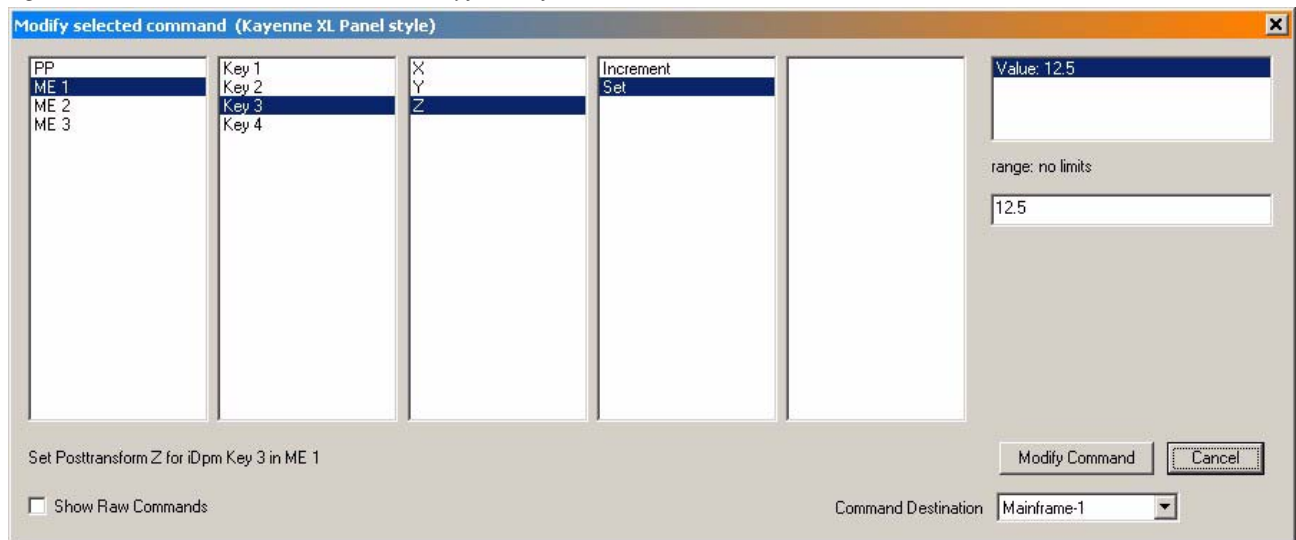 Modify selected command (Kayenne XL Panel style)
PP
ME 1
ME 2
ME 3
Key 1
Key 2
Key 3
Key 4
X
Y
Z
Increment
Set
Value: 12.5
range: no limits
12.5
Set Posttransform Z for iDpm Key 3 in ME 1
Modify Command
Cancel
Show Raw Commands
Command Destination
Mainframe-1